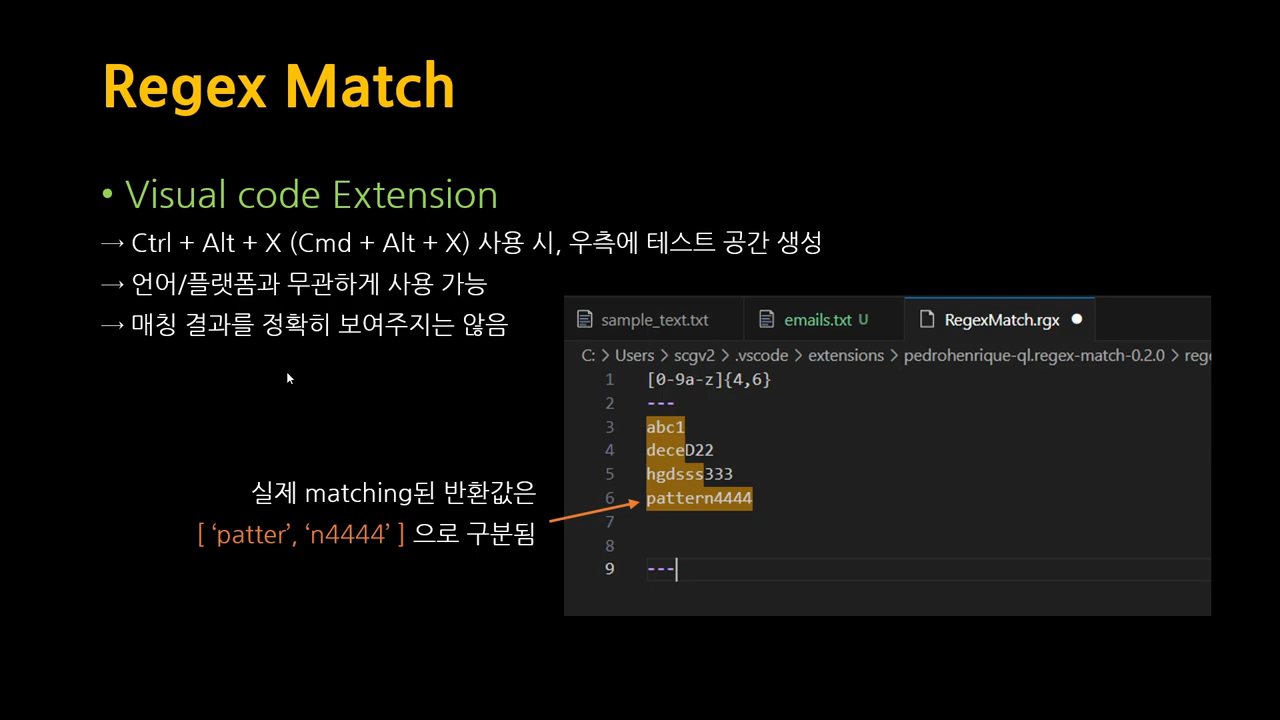 Regex Match
• Visual code Extension
→ Ctrl + Alt + X (Cmd + Alt + X) 사용 시, 우측에 테스트 공간 생성
→ 언어/플랫폼과 무관하게 사용 가능
→ 매칭 결과를 정확히 보여주지는 않음
실제 matching된 반환값은
[ ‘patter’, ‘n4444’ ] 으로 구분됨
sample_text.txt emails.txt U RegexMatch.rgx ●
C: > Users > scgv2 > .vscode > extensions > pedrohenrique-ql.regex-match-0.2.0 > rege
1 [0-9a-z]{4,6}
2 ---
3 abc1
4 deceD22
5 hgdsss333
6 pattern4444
7
8
9 ---